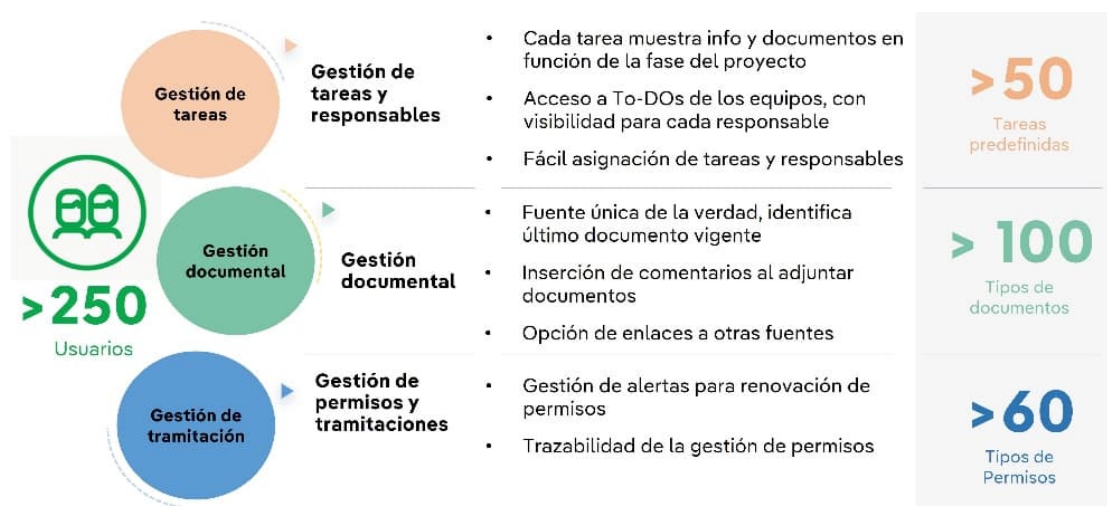 >250
Usuarios
Gestión de
tareas
Gestión de
tareas y
responsables
• Cada tarea muestra info y documentos en
función de la fase del proyecto
• Acceso a To-DOs de los equipos, con
visibilidad para cada responsable
• Fácil asignación de tareas y responsables
>50
Tareas
predefinidas
Gestión
documental
Gestión
documental
• Fuente única de la verdad, identifica
último documento vigente
• Inserción de comentarios al adjuntar
documentos
• Opción de enlaces a otras fuentes
> 100
Tipos de
documentos
Gestión de
tramitación
Gestión de
permisos y
tramitaciones
• Gestión de alertas para renovación de
permisos
• Trazabilidad de la gestión de permisos
>60
Tipos de
Permisos